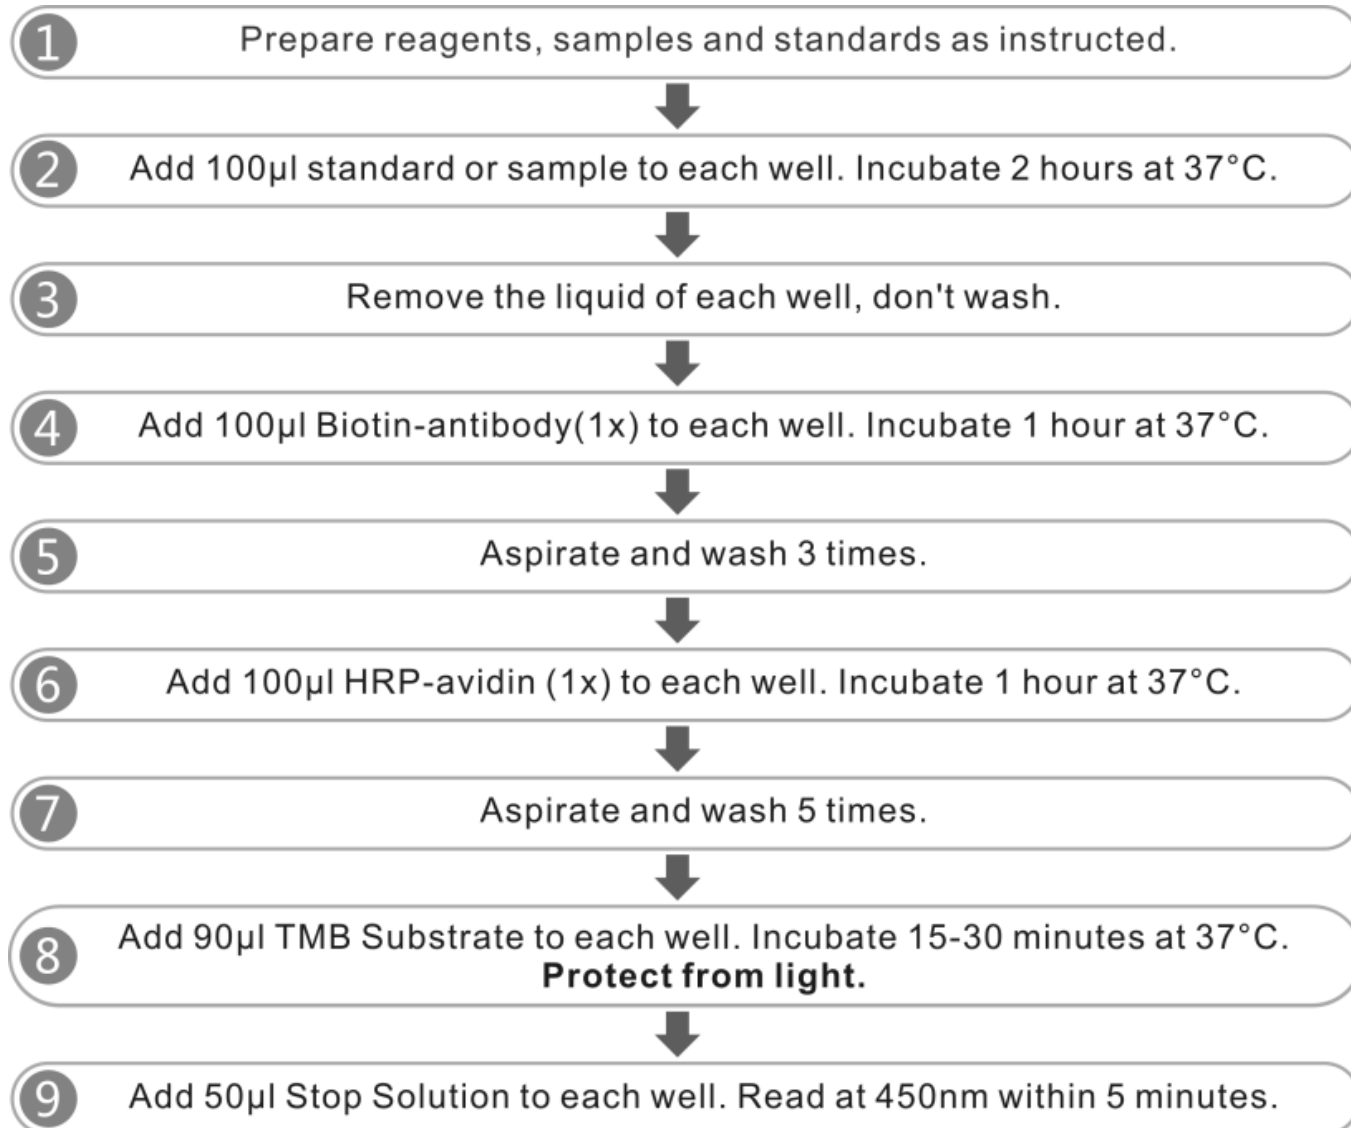 1 Prepare reagents, samples and standards as instructed.
2 Add 100µl standard or sample to each well. Incubate 2 hours at 37°C.
3 Remove the liquid of each well, don't wash.
4 Add 100µl Biotin-antibody(1x) to each well. Incubate 1 hour at 37°C.
5 Aspirate and wash 3 times.
6 Add 100µl HRP-avidin (1x) to each well. Incubate 1 hour at 37°C.
7 Aspirate and wash 5 times.
8 Add 90µl TMB Substrate to each well. Incubate 15-30 minutes at 37°C.
Protect from light.
9 Add 50µl Stop Solution to each well. Read at 450nm within 5 minutes.